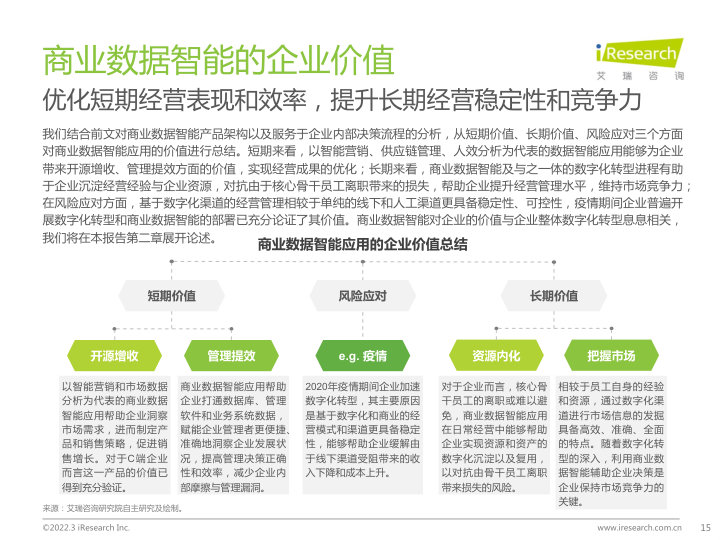 商业数据智能的企业价值
iResearch
艾 瑞 咨 询
优化短期经营表现和效率，提升长期经营稳定性和竞争力
我们结合前文对商业数据智能产品架构以及服务于企业内部决策流程的分析，从短期价值、长期价值、风险应对三个方面
对商业数据智能应用的价值进行总结。短期来看，以智能营销、供应链管理、人效分析为代表的数据智能应用能够为企业
带来开源增收、管理提效方面的价值，实现经营成果的优化；长期来看，商业数据智能及与之一体的数字化转型进程有助
于企业沉淀经营经验与企业资源，对抗由于核心骨干员工离职带来的损失，帮助企业提升经营管理水平，维持市场竞争力；
在风险应对方面，基于数字化渠道的经营管理相较于单纯的线下和人工渠道更具备稳定性、可控性，疫情期间企业普遍开
展数字化转型和商业数据智能的部署已充分论证了其价值。商业数据智能对企业的价值与企业整体数字化转型息息相关，
我们将在本报告第二章展开论述。
商业数据智能应用的企业价值总结
短期价值
风险应对
长期价值
开源增收
管理提效
e.g. 疫情
资源内化
把握市场
以智能营销和市场数据
分析为代表的商业数据
智能应用帮助企业洞察
市场需求，进而制定产
品和销售策略，促进销
售增长。对于C端企业
而言这一产品的价值已
得到充分验证。
商业数据智能应用帮助
企业打通数据库、管理
软件和业务系统数据，
赋能企业管理者更便捷、
准确地洞察企业发展状
况，提高管理决策正确
性和效率，减少企业内
部摩擦与管理漏洞。
2020年疫情期间企业加速
数字化转型，其主要原因
是基于数字化和商业的经
营模式和渠道更具备稳定
性，能够帮助企业缓解由
于线下渠道受阻带来的收
入下降和成本上升。
对于企业而言，核心骨
干员工的离职或难以避
免，商业数据智能应用
在日常经营中能够帮助
企业实现资源和资产的
数字化沉淀以及复用，
以对抗由骨干员工离职
带来损失的风险。
相较于员工自身的经验
和资源，通过数字化渠
道进行市场信息的发掘
具备高效、准确、全面
的特点。随着数字化转
型的深入，利用商业数
据智能辅助企业决策是
企业保持市场竞争力的
关键。
来源：艾瑞咨询研究院自主研究及绘制。
©2022.3 iResearch Inc.
www.iresearch.com.cn
15